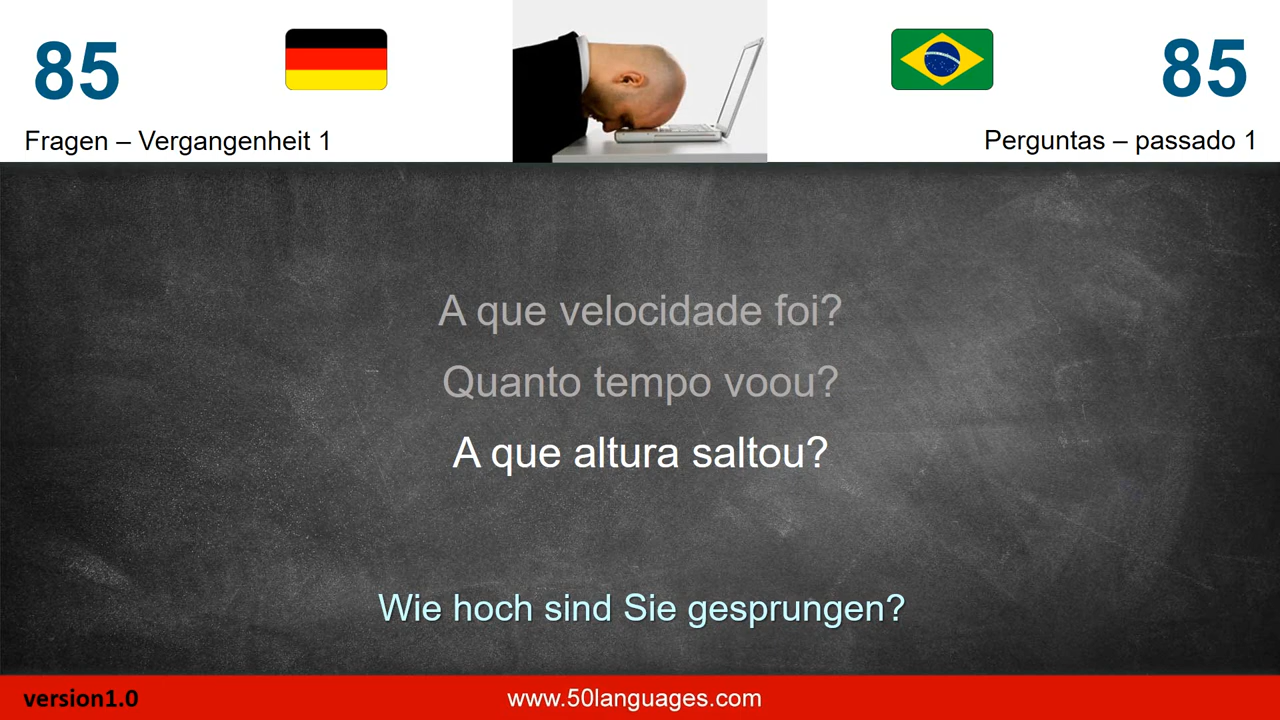 85
85
Fragen – Vergangenheit 1
Perguntas – passado 1
A que velocidade foi?
Quanto tempo voou?
A que altura saltou?
Wie hoch sind Sie gesprungen?
version1.0
www.50languages.com